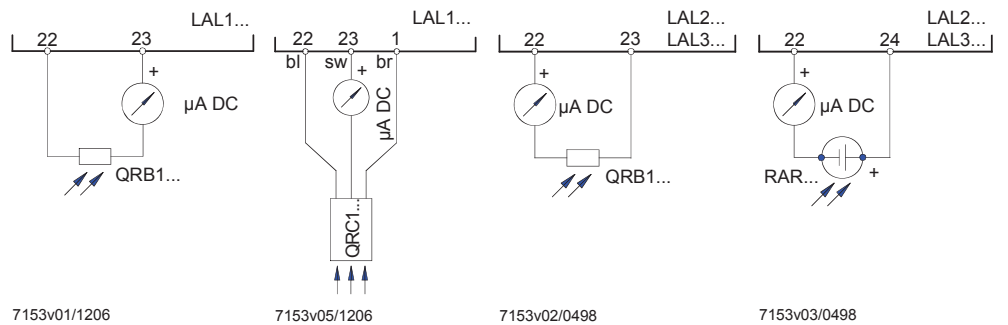 LAL1...
22 23
+
µA DC
QRB1...
7153v01/1206
LAL1...
22 23 1
bl sw + br
µA DC
QRC1...
7153v05/1206
LAL2...
22 23 LAL3...
+
µA DC
QRB1...
7153v02/0498
LAL2...
22 24 LAL3...
+
µA DC
RAR... +
7153v03/0498